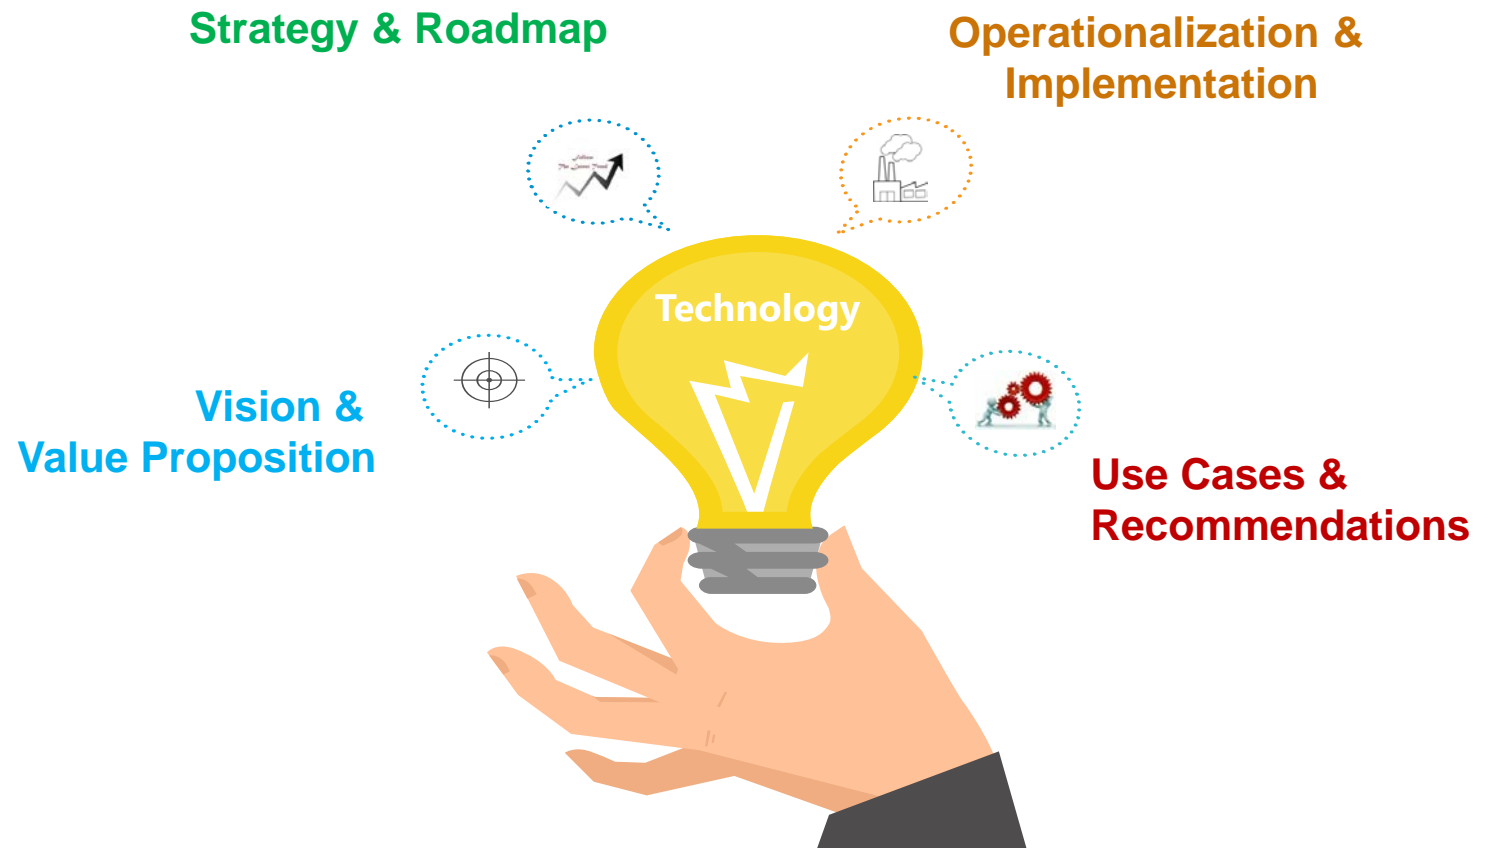 Strategy & Roadmap
Operationalization &
Implementation
Technology
Vision &
Value Proposition
Use Cases &
Recommendations